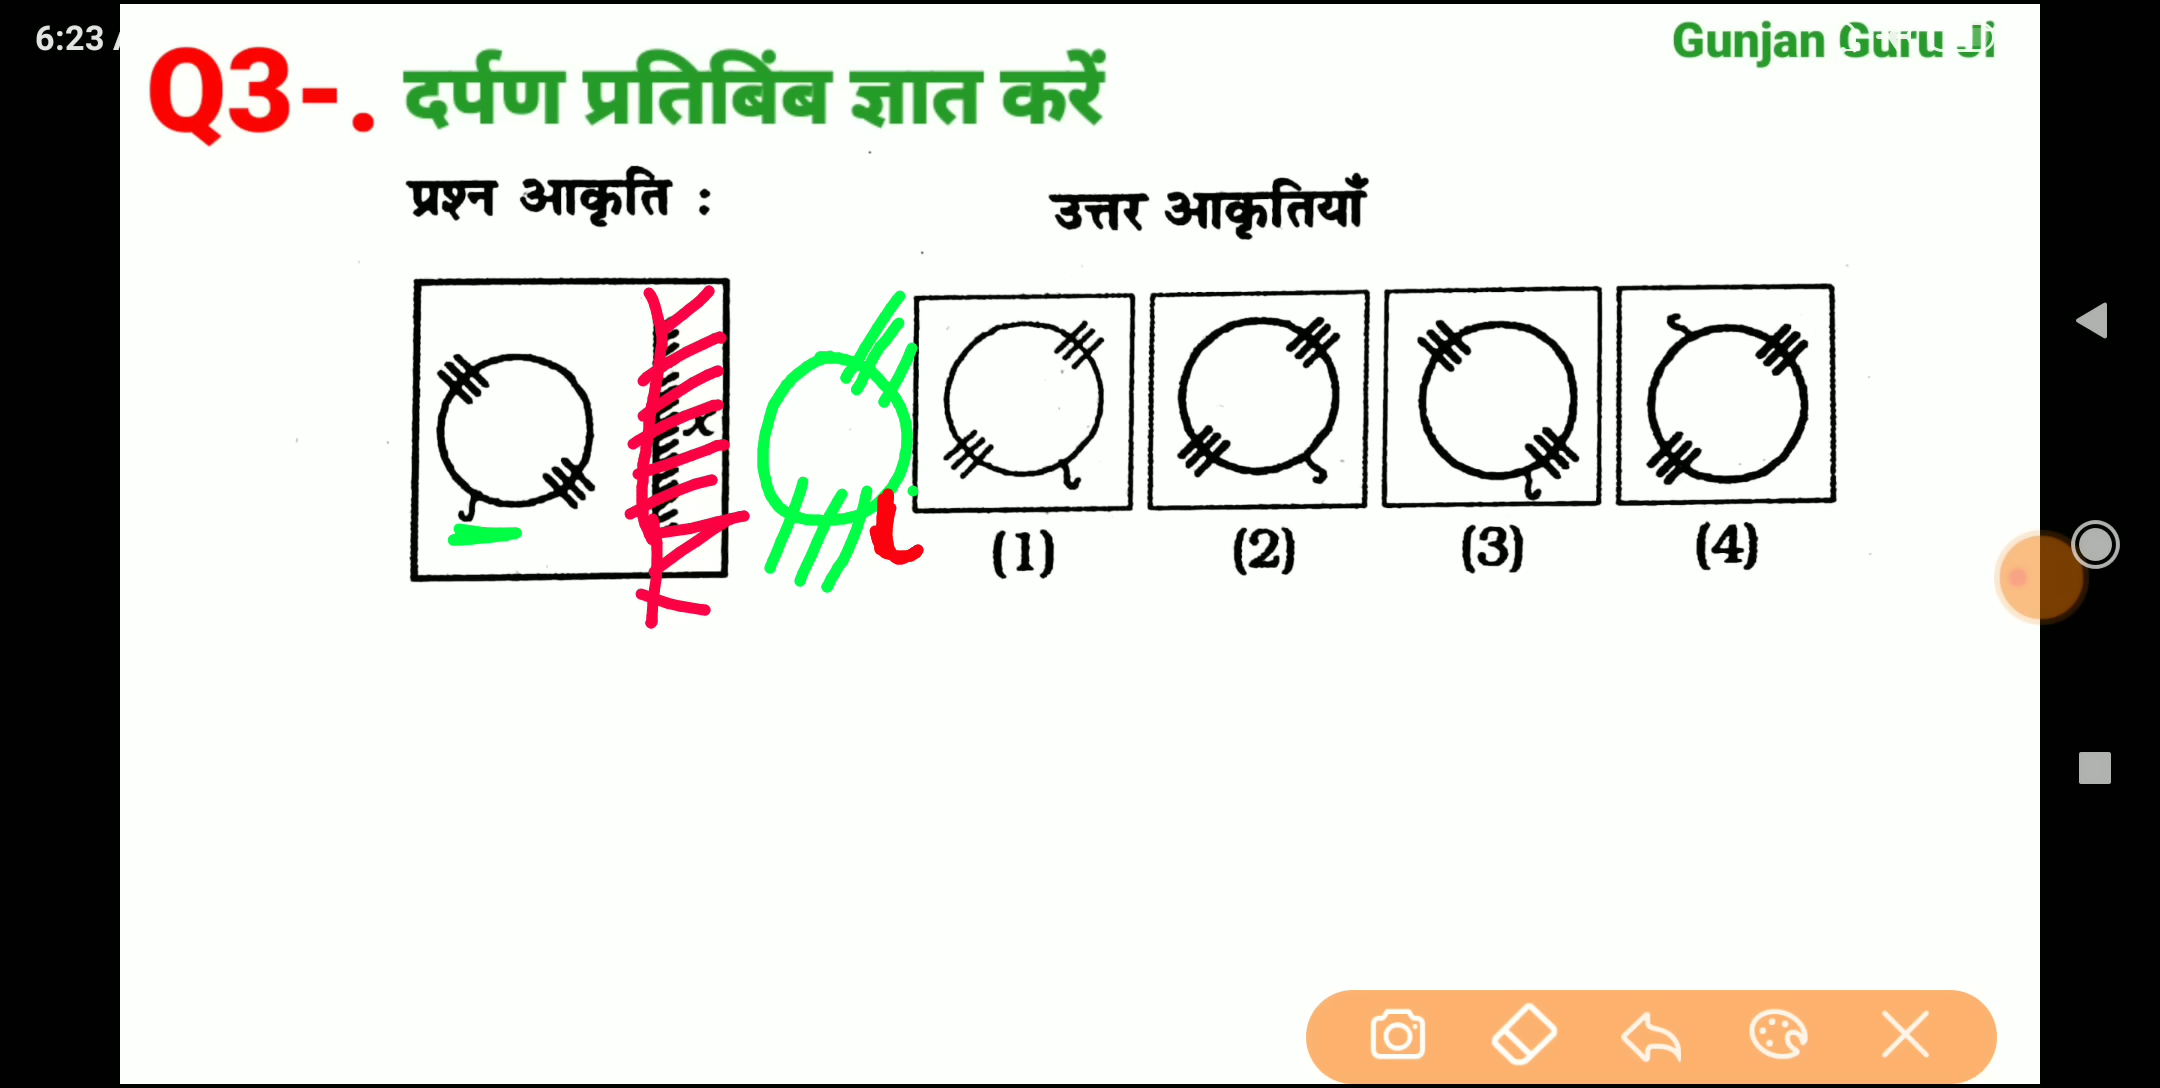 6:23
Gunjan Guru Ji
Q3-. दर्पण प्रतिबिंब ज्ञात करें
प्रश्न आकृति :
उत्तर आकृतियाँ
x
(1) (2) (3) (4)